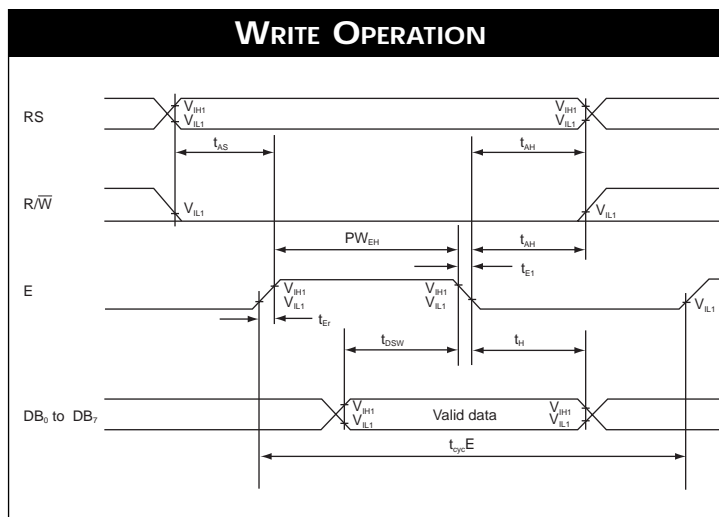 WRITE OPERATION
RS
VIH1
VIL1
VIH1
VIL1
tAS
tAH
R/W̅
VIL1
VIL1
PWEH
tAH
tE1
E
VIH1
VIL1
VIH1
VIL1
VIL1
tEr
tDSW
tH
DB0 to DB7
VIH1
VIL1
Valid data
VIH1
VIL1
tcycE